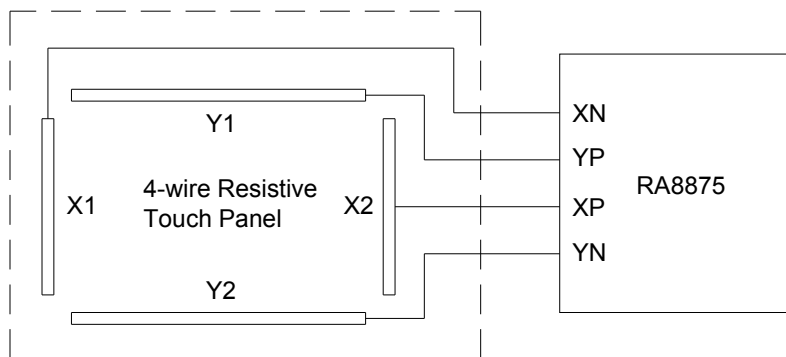 Y1
X1
4-wire Resistive
Touch Panel
X2
Y2
XN
YP
XP
YN
RA8875